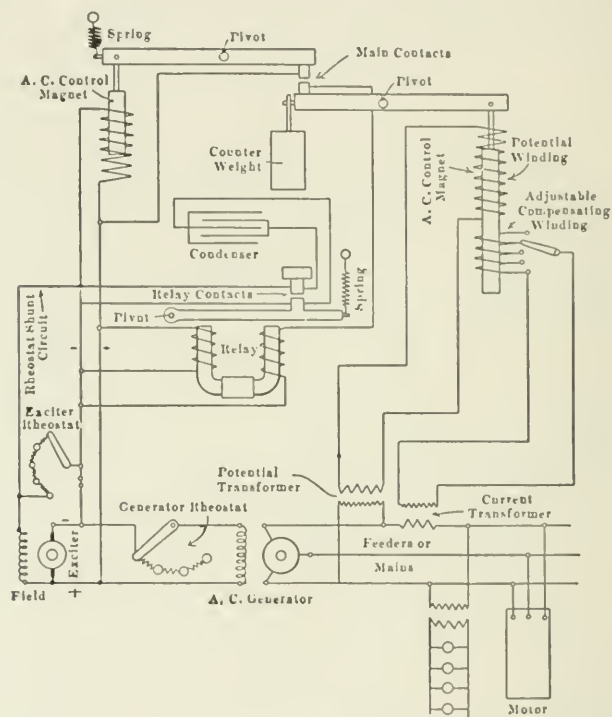 Spring
Pivot
Main Contacts
A. C. Control
Magnet
Pivot
Counter
Weight
A. C. Control
Magnet
Potential
Winding
Adjustable
Compensating
Winding
Condenser
Relay Contacts
Spring
Pivot
Rheostat Shunt
Circuit
- +
Relay
Exciter
Rheostat
Potential
Transformer
Generator Rheostat
Current
Transformer
-
Exciter
Feeders or
Mains
Field
+
A. C. Generator
Motor